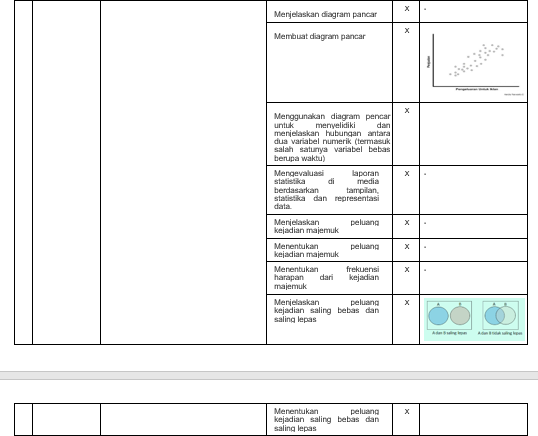 Menjelaskan diagram pancar X -
Membuat diagram pancar X
Pengeluaran Untuk Iklan
Menggunakan diagram pencar X
untuk menyelidiki dan
menjelaskan hubungan antara
dua variabel numerik (termasuk
salah satunya variabel bebas
berupa waktu)
Mengevaluasi laporan X -
statistika di media
berdasarkan tampilan,
statistika dan representasi
data.
Menjelaskan peluang X -
kejadian majemuk
Menentukan peluang X -
kejadian majemuk
Menentukan frekuensi X -
harapan dari kejadian
majemuk
Menjelaskan peluang X
kejadian saling bebas dan
saling lepas
A B A B
A dan B saling lepas A dan B tidak saling lepas
Menentukan peluang X
kejadian saling bebas dan
saling lepas